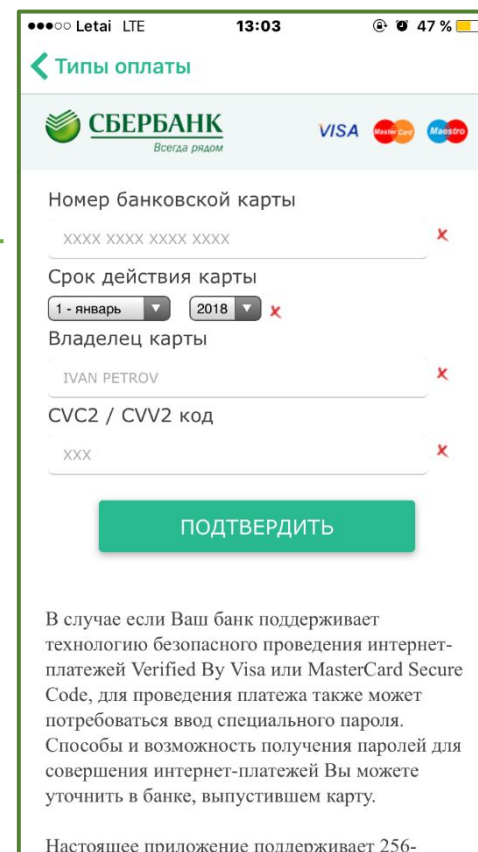 Letai LTE 13:03 47 %
Типы оплаты
СБЕРБАНК
Всегда рядом
VISA MasterCard Maestro
Номер банковской карты
XXXX XXXX XXXX XXXX
Срок действия карты
1 - январь 2018
Владелец карты
IVAN PETROV
CVC2 / CVV2 код
XXX
ПОДТВЕРДИТЬ
В случае если Ваш банк поддерживает
технологию безопасного проведения интернет-
платежей Verified By Visa или MasterCard Secure
Code, для проведения платежа также может
потребоваться ввод специального пароля.
Способы и возможность получения паролей для
совершения интернет-платежей Вы можете
уточнить в банке, выпустившем карту.
Настоящее приложение поддерживает 256-